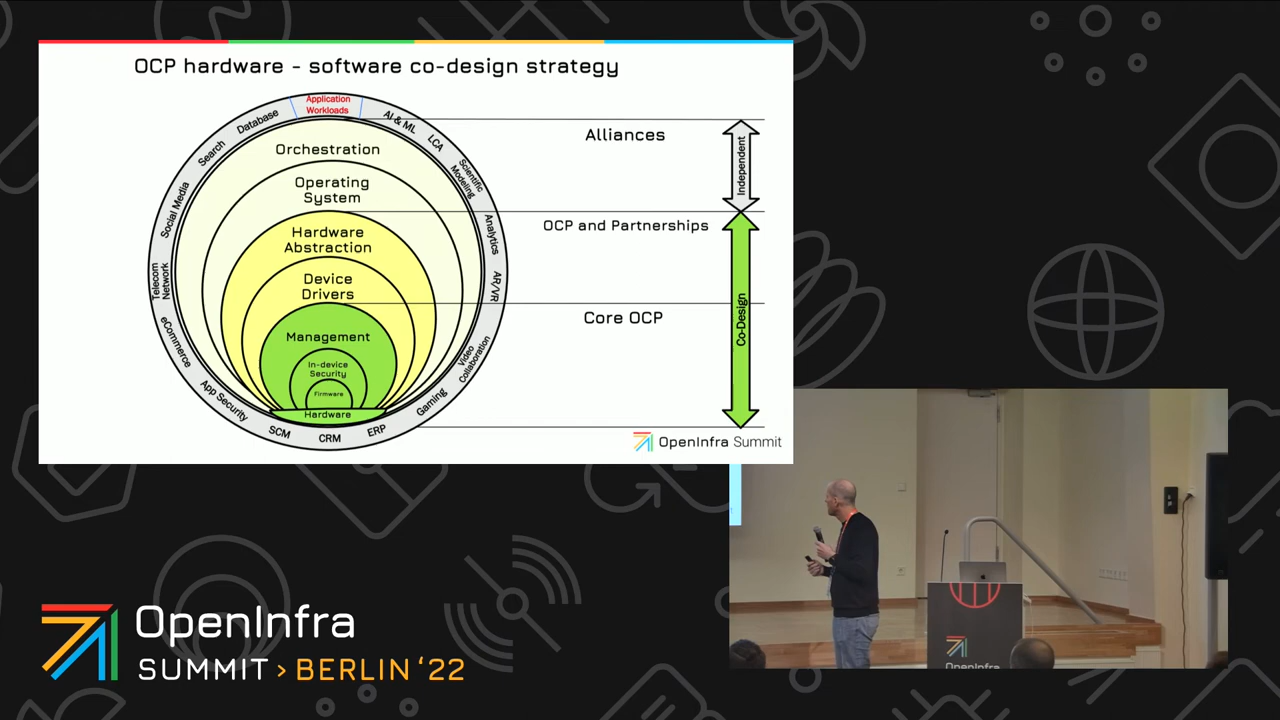 OCP hardware - software co-design strategy
Application
Workloads
AI & ML
LCA
Scientific
Modeling
Analytics
AR/VR
Video
Collaboration
Gaming
ERP
CRM
SCM
App Security
eCommerce
Telecom
Network
Social Media
Search
Database
Orchestration
Operating
System
Hardware
Abstraction
Device
Drivers
Management
In-device
Security
Firmware
Hardware
Alliances
OCP and Partnerships
Core OCP
Independent
Co-Design
OpenInfra Summit
OpenInfra
SUMMIT > BERLIN ‘22
OpenInfra